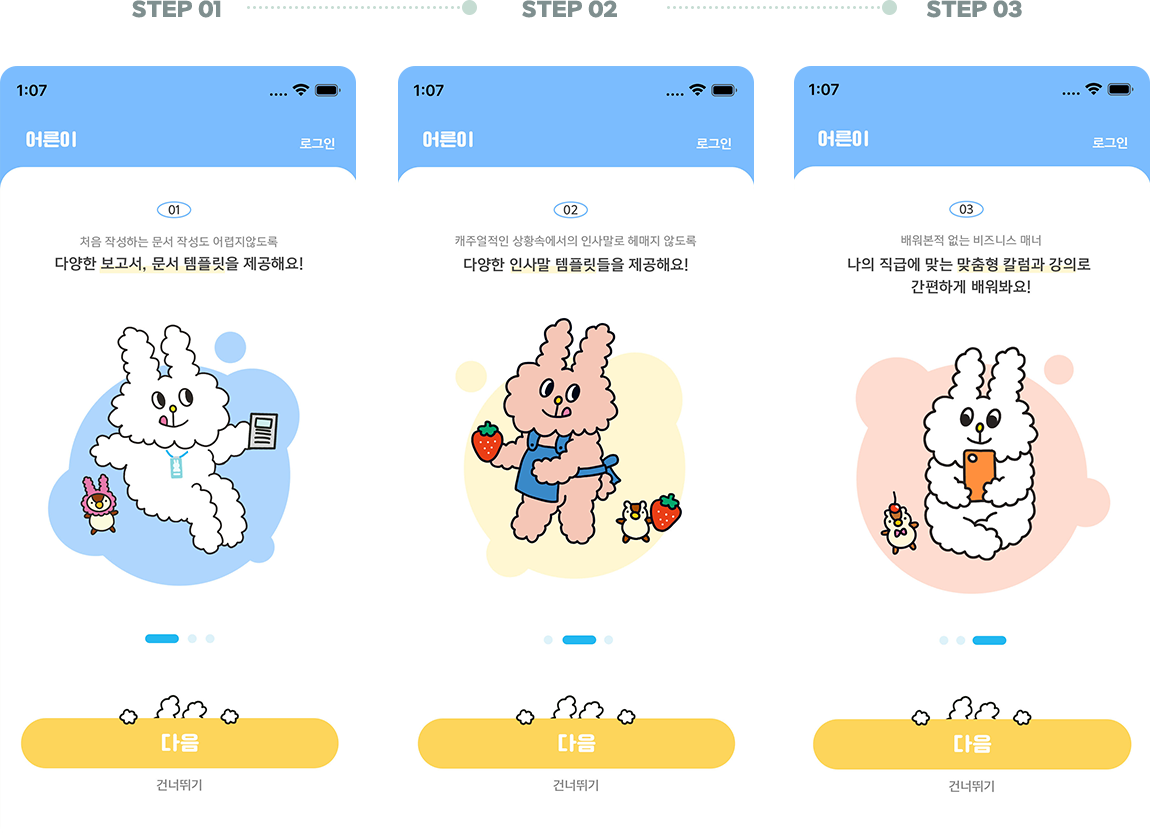 STEP 01
STEP 02
STEP 03
1:07
어른이
로그인
01
처음 작성하는 문서 작성도 어렵지않도록
다양한 보고서, 문서 템플릿을 제공해요!
다음
건너뛰기
1:07
어른이
로그인
02
캐주얼적인 상황속에서의 인사말로 헤매지 않도록
다양한 인사말 템플릿들을 제공해요!
다음
건너뛰기
1:07
어른이
로그인
03
배워본적 없는 비즈니스 매너
나의 직급에 맞는 맞춤형 칼럼과 강의로
간편하게 배워봐요!
다음
건너뛰기